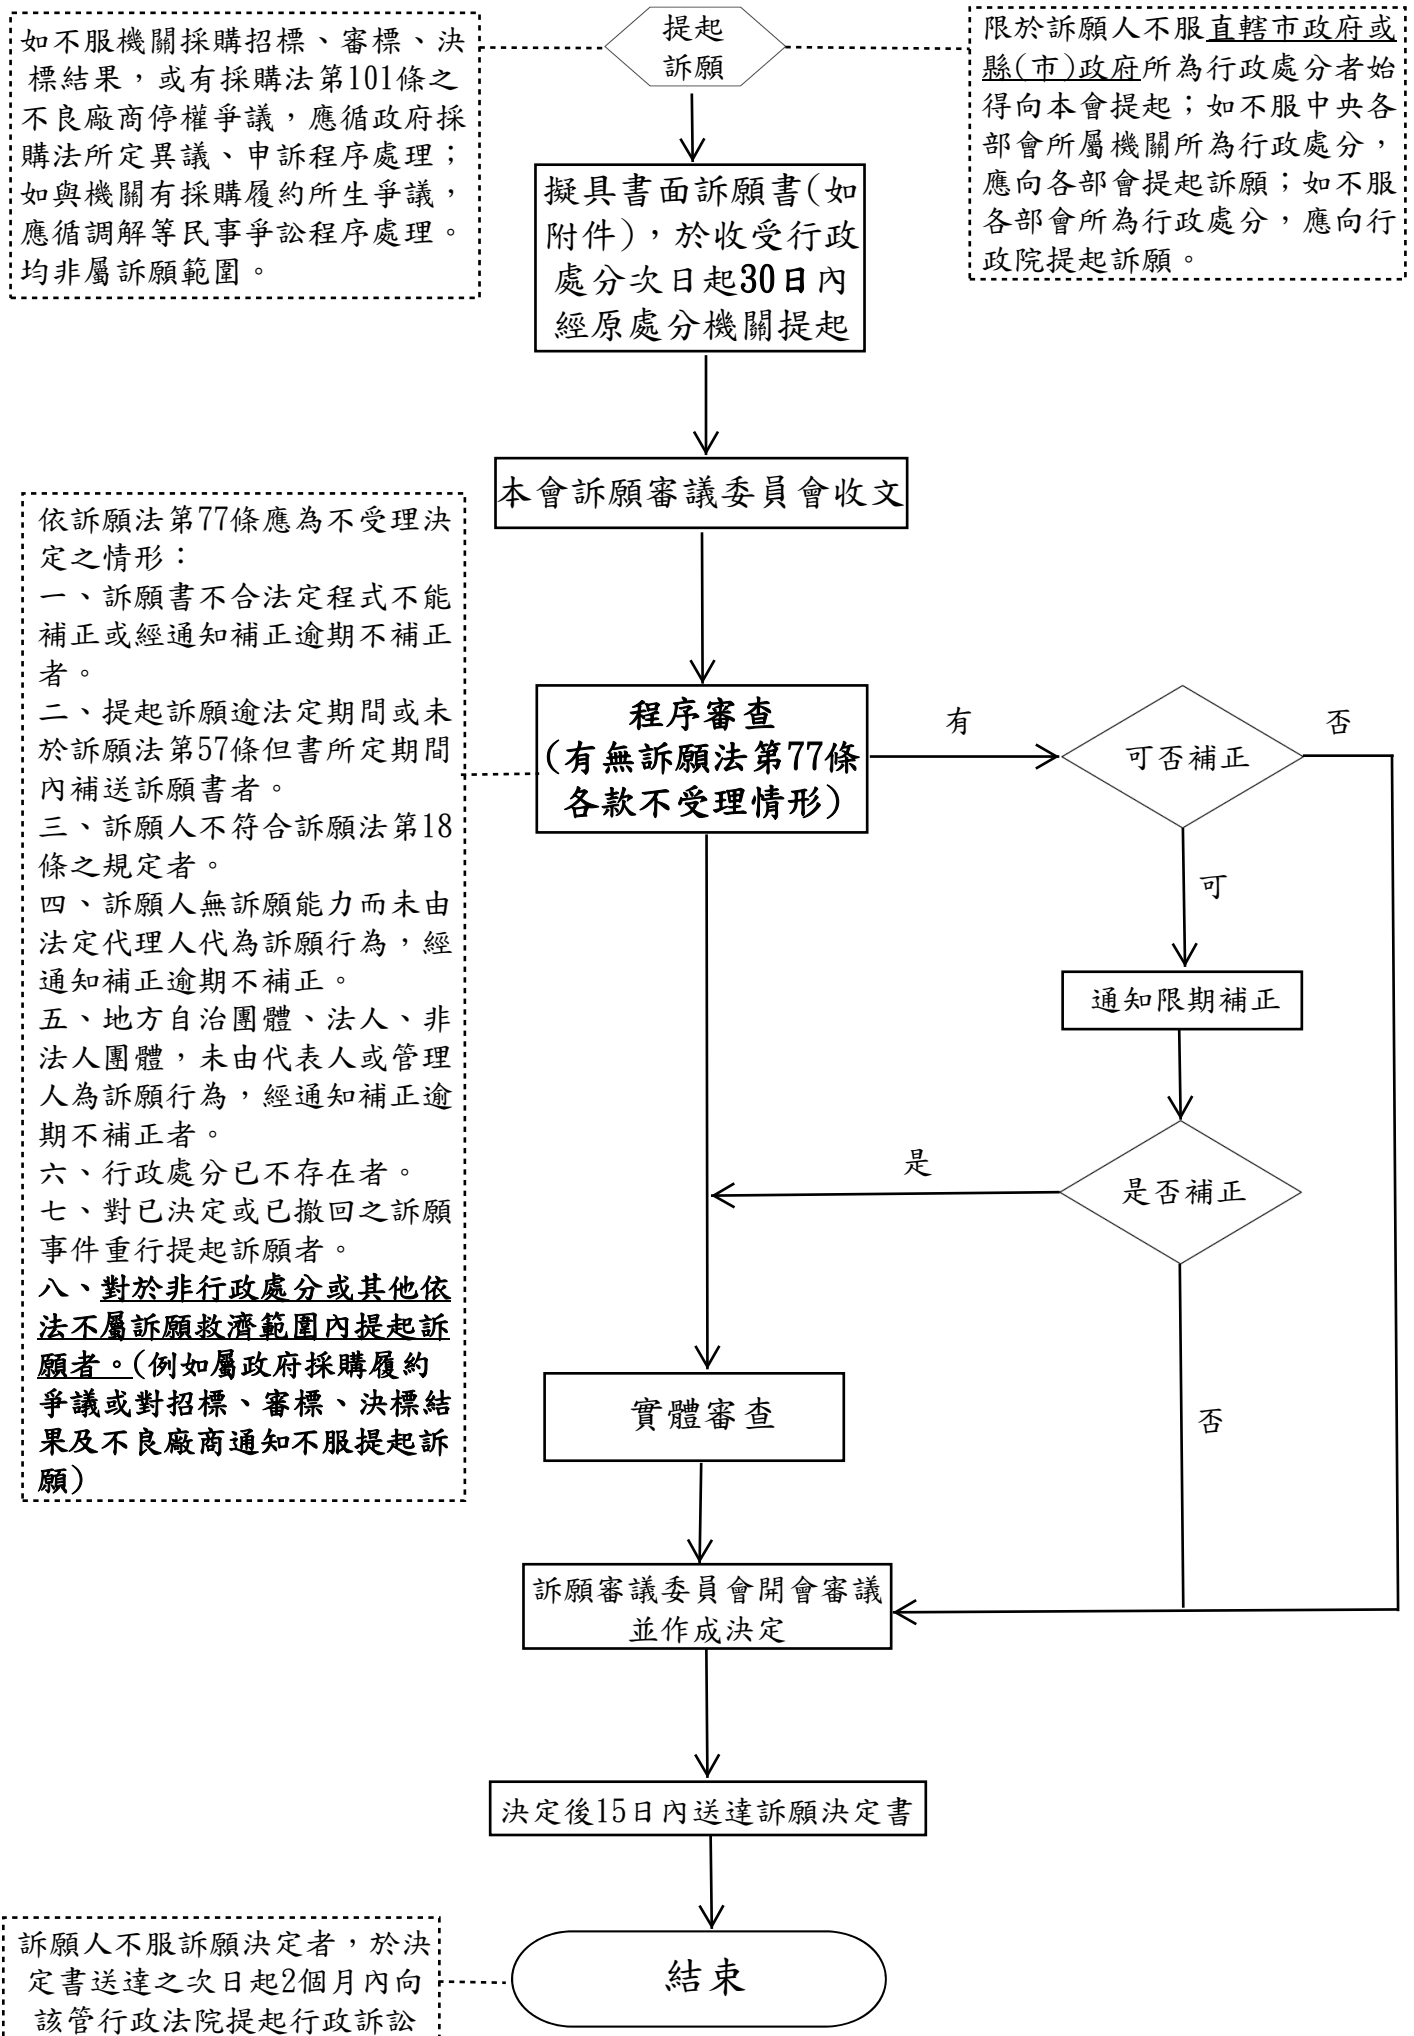 如不服機關採購招標、審標、決
標結果，或有採購法第101條之
不良廠商停權爭議，應循政府採
購法所定異議、申訴程序處理；
如與機關有採購履約所生爭議，
應循調解等民事爭訟程序處理。
均非屬訴願範圍。
提起
訴願
限於訴願人不服直轄市政府或
縣(市)政府所為行政處分者始
得向本會提起；如不服中央各
部會所屬機關所為行政處分，
應向各部會提起訴願；如不服
各部會所為行政處分，應向行
政院提起訴願。
擬具書面訴願書(如
附件)，於收受行政
處分次日起30日內
經原處分機關提起
本會訴願審議委員會收文
依訴願法第77條應為不受理決
定之情形：
一、訴願書不合法定程式不能
補正或經通知補正逾期不補正
者。
二、提起訴願逾法定期間或未
於訴願法第57條但書所定期間
內補送訴願書者。
三、訴願人不符合訴願法第18
條之規定者。
四、訴願人無訴願能力而未由
法定代理人代為訴願行為，經
通知補正逾期不補正。
五、地方自治團體、法人、非
法人團體，未由代表人或管理
人為訴願行為，經通知補正逾
期不補正者。
六、行政處分已不存在者。
七、對已決定或已撤回之訴願
事件重行提起訴願者。
八、對於非行政處分或其他依
法不屬訴願救濟範圍內提起訴
願者。(例如屬政府採購履約
爭議或對招標、審標、決標結
果及不良廠商通知不服提起訴
願)
程序審查
(有無訴願法第77條
各款不受理情形)
有
可否補正
否
可
通知限期補正
是
是否補正
否
實體審查
訴願審議委員會開會審議
並作成決定
決定後15日內送達訴願決定書
訴願人不服訴願決定者，於決
定書送達之次日起2個月內向
該管行政法院提起行政訴訟
結束